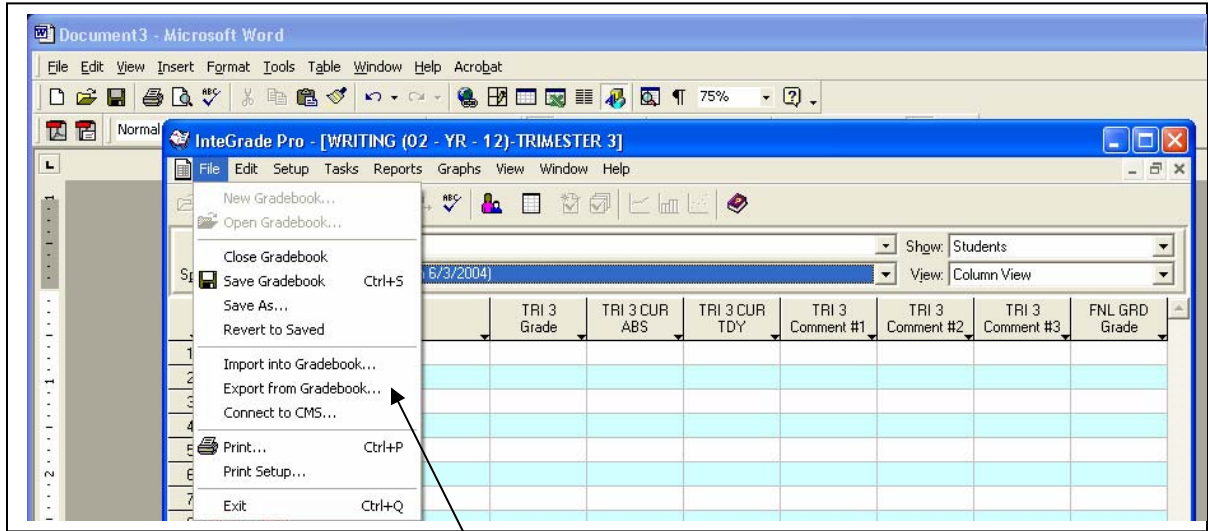 Document3 - Microsoft Word
File Edit View Insert Format Tools Table Window Help Acrobat
75%
Normal
InteGrade Pro - [WRITING (02 - YR - 12)-TRIMESTER 3]
File Edit Setup Tasks Reports Graphs View Window Help
New Gradebook...
Open Gradebook...
Close Gradebook
Save Gradebook Ctrl+S
Save As...
Revert to Saved
Import into Gradebook...
Export from Gradebook...
Connect to CMS...
Print... Ctrl+P
Print Setup...
Exit Ctrl+Q
Show: Students
6/3/2004)
View: Column View
TRI 3 Grade
TRI 3 CUR ABS
TRI 3 CUR TDY
TRI 3 Comment #1
TRI 3 Comment #2
TRI 3 Comment #3
FNL GRD Grade
1
2
3
4
5
6
7